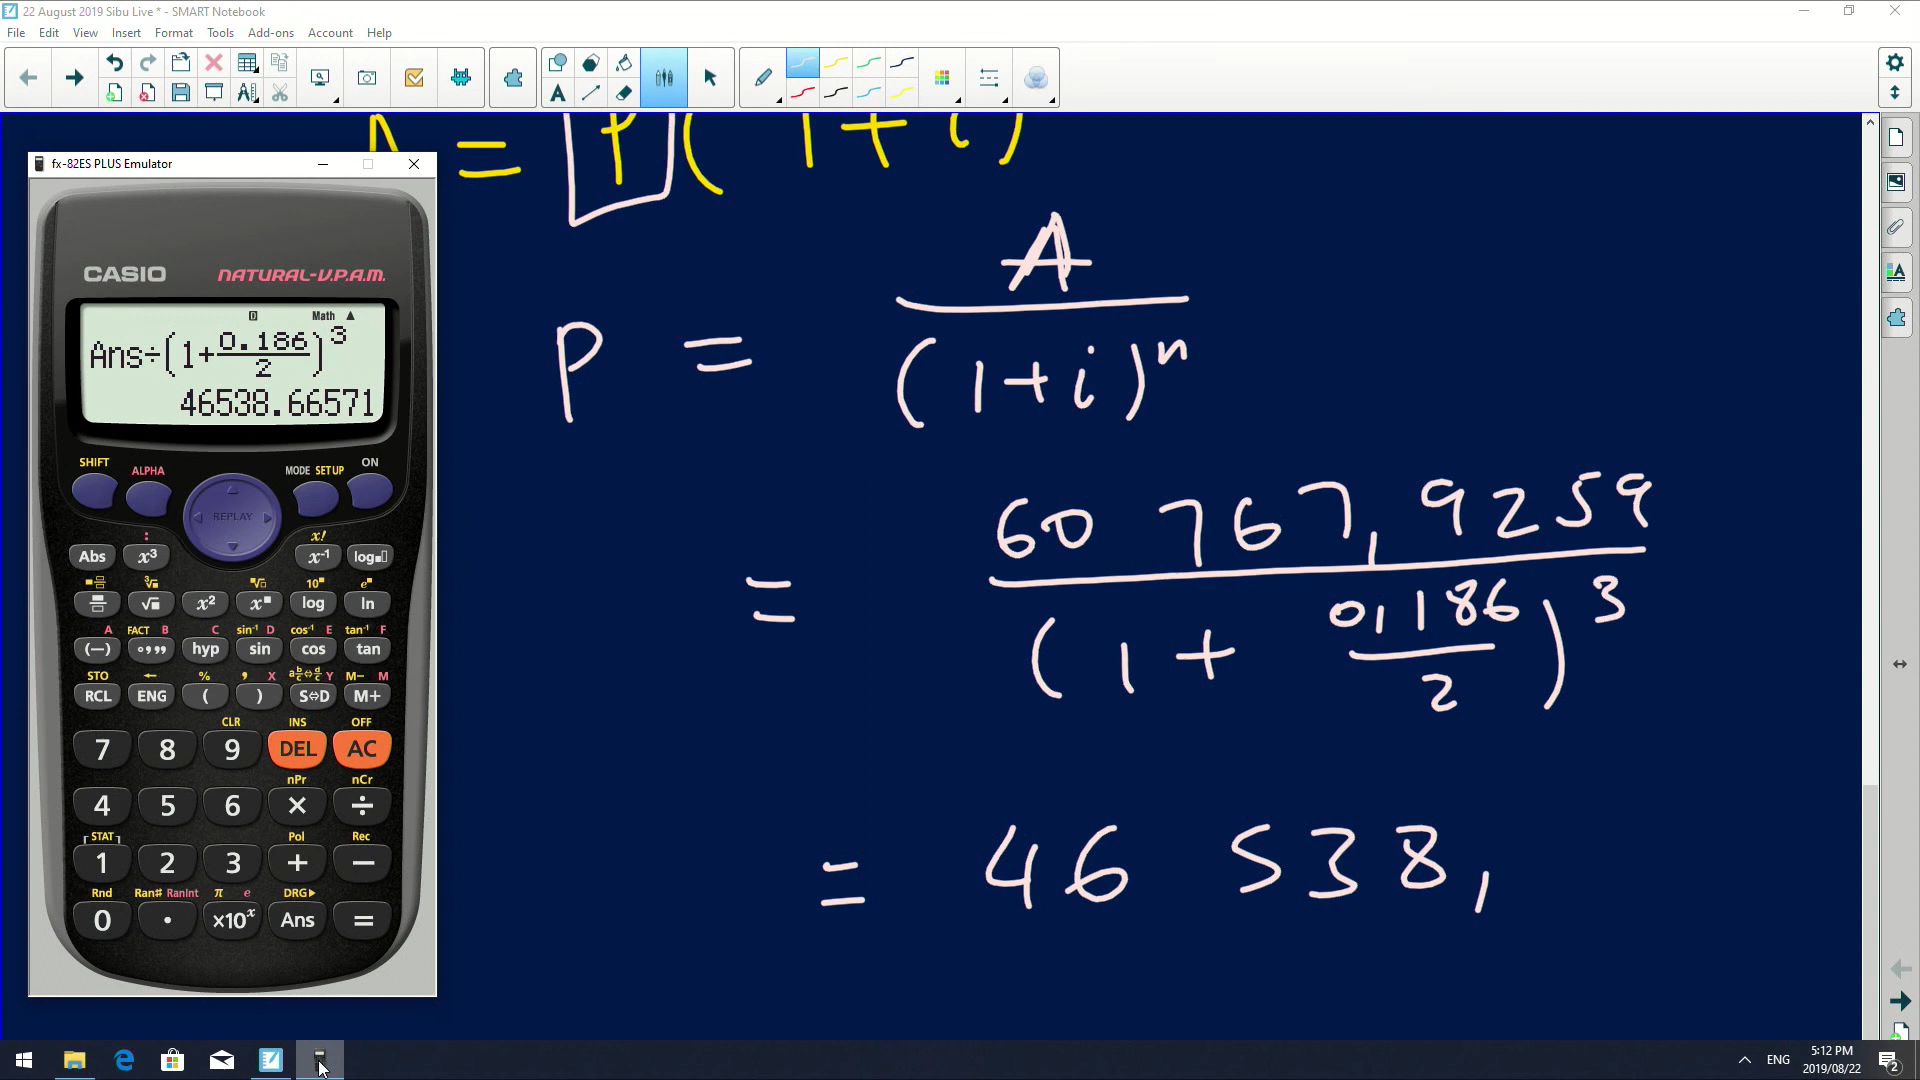 22 August 2019 Sibu Live * - SMART Notebook
File Edit View Insert Format Tools Add-ons Account Help
= P ( 1 + i )
fx-82ES PLUS Emulator
CASIO NATURAL-V.P.A.M.
D Math ▲
Ans÷(1+0.186/2)^3
46538.66571
SHIFT ALPHA MODE SETUP ON
REPLAY
: x!
Abs x³ x⁻¹ log
³√ ˣ√ 10ˣ eˣ
√ x² x log ln
A FACT B C sin⁻¹ D cos⁻¹ E tan⁻¹ F
(−) °,,, hyp sin cos tan
STO ← % , X a b/c⇔d/c Y M− M
RCL ENG ( ) S⇔D M+
CLR INS OFF
7 8 9 DEL AC
nPr nCr
4 5 6 × ÷
STAT Pol Rec
1 2 3 + −
Rnd Ran# RanInt π e DRG▶
0 . ×10ˣ Ans =
P = A / (1+i)^n
= 60 767,9259 / (1 + 0,186/2)^3
= 46 538,
ENG
5:12 PM
2019/08/22
2